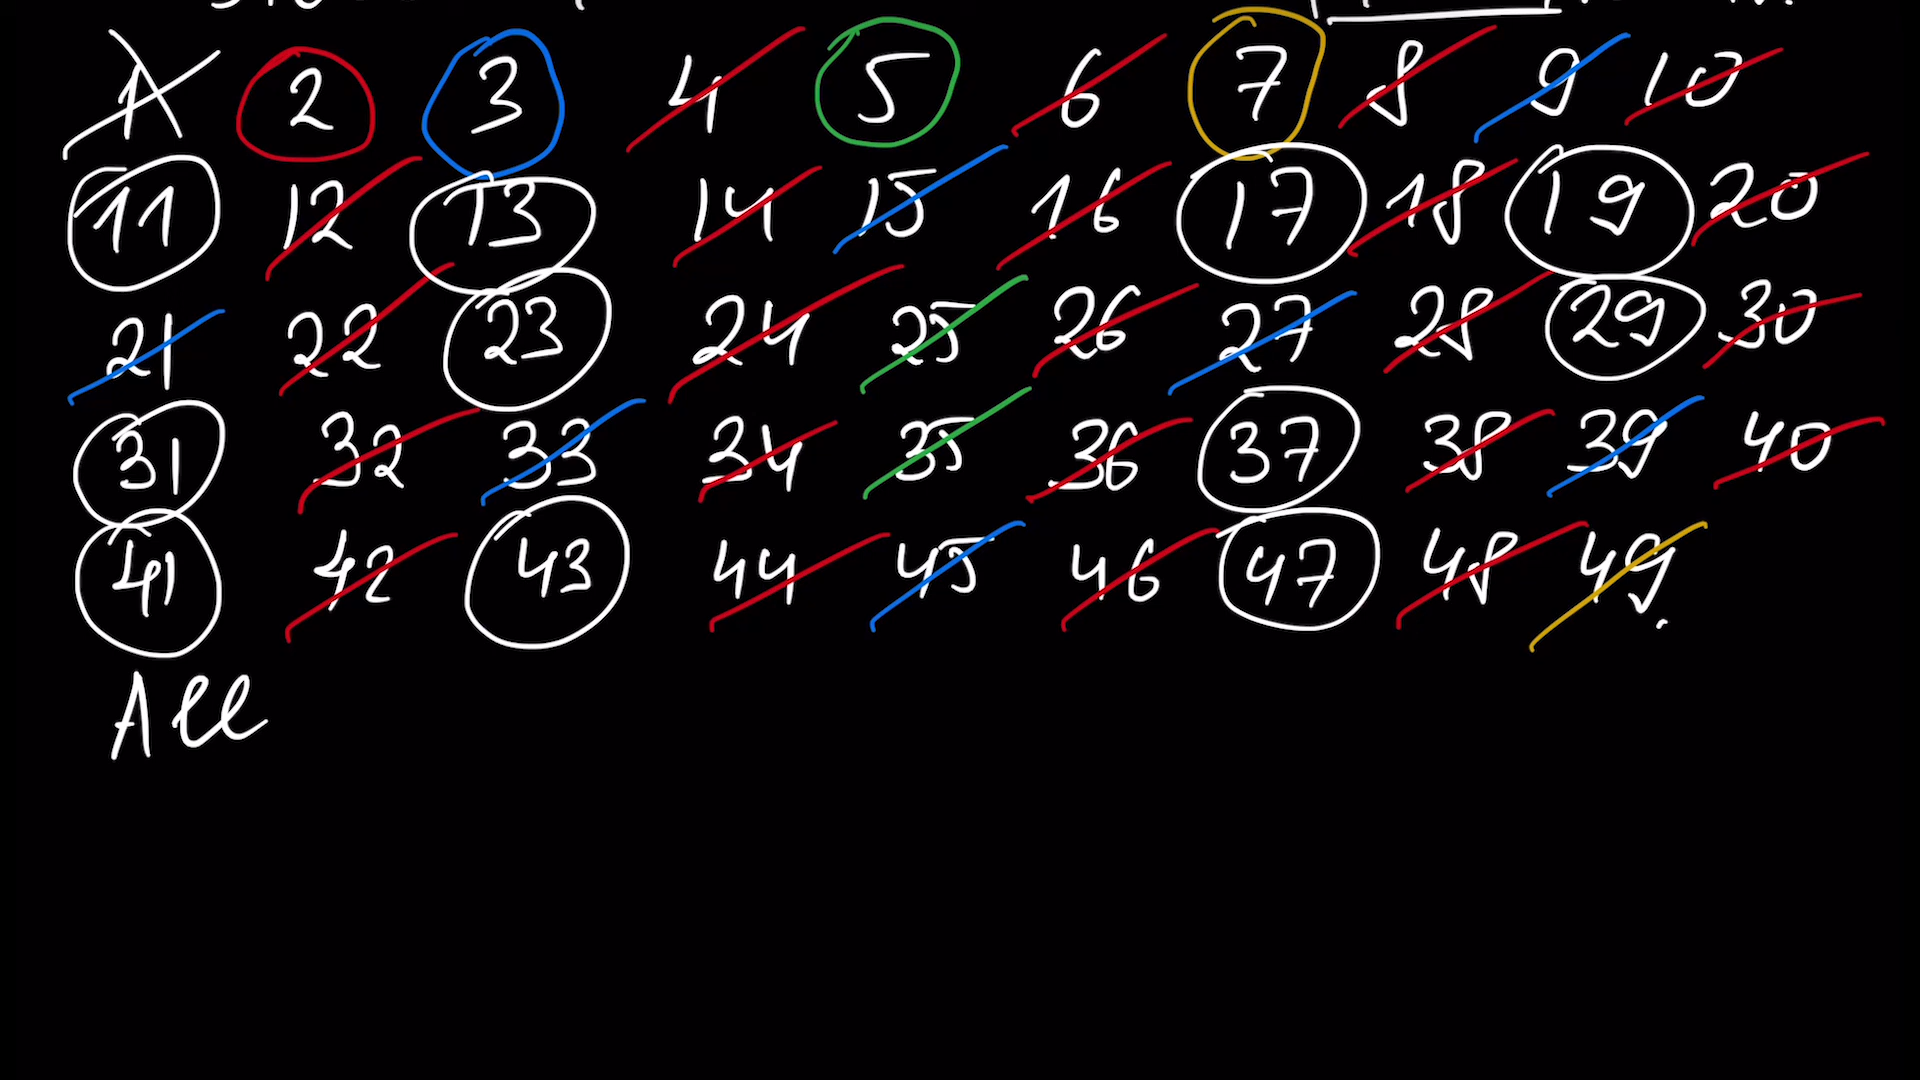 1 2 3 4 5 6 7 8 9 10
11 12 13 14 15 16 17 18 19 20
21 22 23 24 25 26 27 28 29 30
31 32 33 34 35 36 37 38 39 40
41 42 43 44 45 46 47 48 49.
All